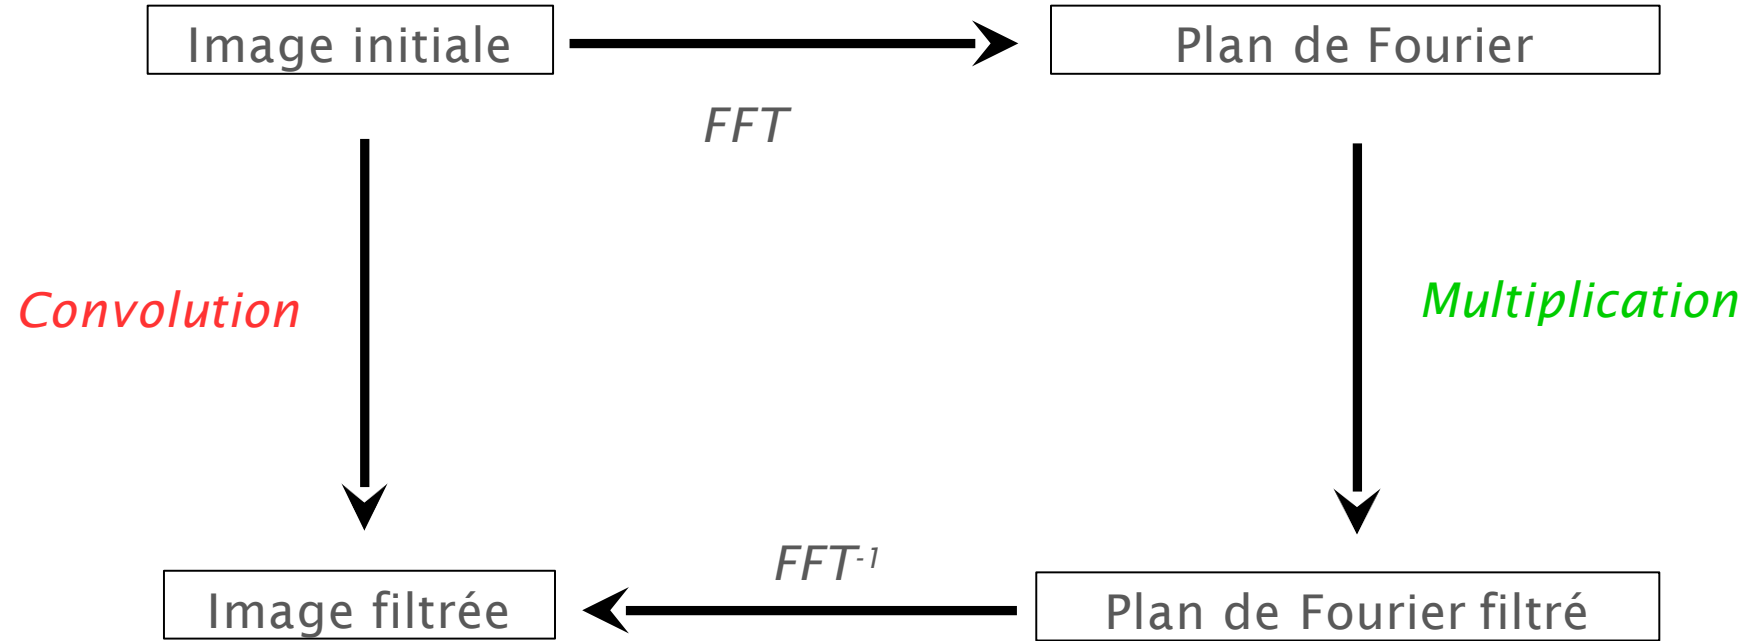 Image initiale
Plan de Fourier
FFT
Convolution
Multiplication
FFT⁻¹
Image filtrée
Plan de Fourier filtré